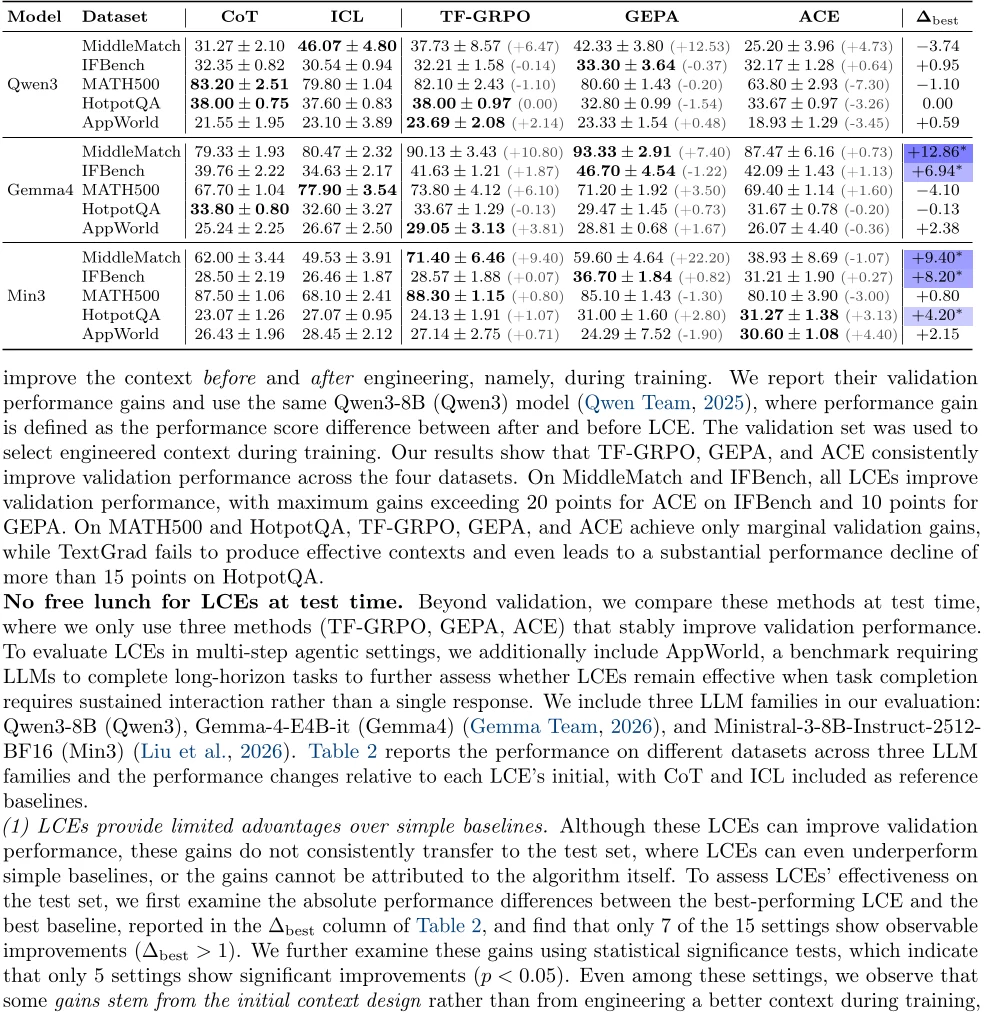 Model Dataset CoT ICL TF-GRPO GEPA ACE Δbest
MiddleMatch 31.27 ± 2.10 46.07 ± 4.80 37.73 ± 8.57 (+6.47) 42.33 ± 3.80 (+12.53) 25.20 ± 3.96 (+4.73) −3.74
IFBench 32.35 ± 0.82 30.54 ± 0.94 32.21 ± 1.58 (-0.14) 33.30 ± 3.64 (-0.37) 32.17 ± 1.28 (+0.64) +0.95
Qwen3 MATH500 83.20 ± 2.51 79.80 ± 1.04 82.10 ± 2.43 (-1.10) 80.60 ± 1.43 (-0.20) 63.80 ± 2.93 (-7.30) −1.10
HotpotQA 38.00 ± 0.75 37.60 ± 0.83 38.00 ± 0.97 (0.00) 32.80 ± 0.99 (-1.54) 33.67 ± 0.97 (-3.26) 0.00
AppWorld 21.55 ± 1.95 23.10 ± 3.89 23.69 ± 2.08 (+2.14) 23.33 ± 1.54 (+0.48) 18.93 ± 1.29 (-3.45) +0.59
MiddleMatch 79.33 ± 1.93 80.47 ± 2.32 90.13 ± 3.43 (+10.80) 93.33 ± 2.91 (+7.40) 87.47 ± 6.16 (+0.73) +12.86*
IFBench 39.76 ± 2.22 34.63 ± 2.17 41.63 ± 1.21 (+1.87) 46.70 ± 4.54 (-1.22) 42.09 ± 1.43 (+1.13) +6.94*
Gemma4 MATH500 67.70 ± 1.04 77.90 ± 3.54 73.80 ± 4.12 (+6.10) 71.20 ± 1.92 (+3.50) 69.40 ± 1.14 (+1.60) −4.10
HotpotQA 33.80 ± 0.80 32.60 ± 3.27 33.67 ± 1.29 (-0.13) 29.47 ± 1.45 (+0.73) 31.67 ± 0.78 (-0.20) −0.13
AppWorld 25.24 ± 2.25 26.67 ± 2.50 29.05 ± 3.13 (+3.81) 28.81 ± 0.68 (+1.67) 26.07 ± 4.40 (-0.36) +2.38
MiddleMatch 62.00 ± 3.44 49.53 ± 3.91 71.40 ± 6.46 (+9.40) 59.60 ± 4.64 (+22.20) 38.93 ± 8.69 (-1.07) +9.40*
IFBench 28.50 ± 2.19 26.46 ± 1.87 28.57 ± 1.88 (+0.07) 36.70 ± 1.84 (+0.82) 31.21 ± 1.90 (+0.27) +8.20*
Min3 MATH500 87.50 ± 1.06 68.10 ± 2.41 88.30 ± 1.15 (+0.80) 85.10 ± 1.43 (-1.30) 80.10 ± 3.90 (-3.00) +0.80
HotpotQA 23.07 ± 1.26 27.07 ± 0.95 24.13 ± 1.91 (+1.07) 31.00 ± 1.60 (+2.80) 31.27 ± 1.38 (+3.13) +4.20*
AppWorld 26.43 ± 1.96 28.45 ± 2.12 27.14 ± 2.75 (+0.71) 24.29 ± 7.52 (-1.90) 30.60 ± 1.08 (+4.40) +2.15
improve the context before and after engineering, namely, during training. We report their validation
performance gains and use the same Qwen3-8B (Qwen3) model (Qwen Team, 2025), where performance gain
is defined as the performance score difference between after and before LCE. The validation set was used to
select engineered context during training. Our results show that TF-GRPO, GEPA, and ACE consistently
improve validation performance across the four datasets. On MiddleMatch and IFBench, all LCEs improve
validation performance, with maximum gains exceeding 20 points for ACE on IFBench and 10 points for
GEPA. On MATH500 and HotpotQA, TF-GRPO, GEPA, and ACE achieve only marginal validation gains,
while TextGrad fails to produce effective contexts and even leads to a substantial performance decline of
more than 15 points on HotpotQA.
No free lunch for LCEs at test time. Beyond validation, we compare these methods at test time,
where we only use three methods (TF-GRPO, GEPA, ACE) that stably improve validation performance.
To evaluate LCEs in multi-step agentic settings, we additionally include AppWorld, a benchmark requiring
LLMs to complete long-horizon tasks to further assess whether LCEs remain effective when task completion
requires sustained interaction rather than a single response. We include three LLM families in our evaluation:
Qwen3-8B (Qwen3), Gemma-4-E4B-it (Gemma4) (Gemma Team, 2026), and Ministral-3-8B-Instruct-2512-
BF16 (Min3) (Liu et al., 2026). Table 2 reports the performance on different datasets across three LLM
families and the performance changes relative to each LCE's initial, with CoT and ICL included as reference
baselines.
(1) LCEs provide limited advantages over simple baselines. Although these LCEs can improve validation
performance, these gains do not consistently transfer to the test set, where LCEs can even underperform
simple baselines, or the gains cannot be attributed to the algorithm itself. To assess LCEs' effectiveness on
the test set, we first examine the absolute performance differences between the best-performing LCE and the
best baseline, reported in the Δbest column of Table 2, and find that only 7 of the 15 settings show observable
improvements (Δbest > 1). We further examine these gains using statistical significance tests, which indicate
that only 5 settings show significant improvements (p < 0.05). Even among these settings, we observe that
some gains stem from the initial context design rather than from engineering a better context during training,